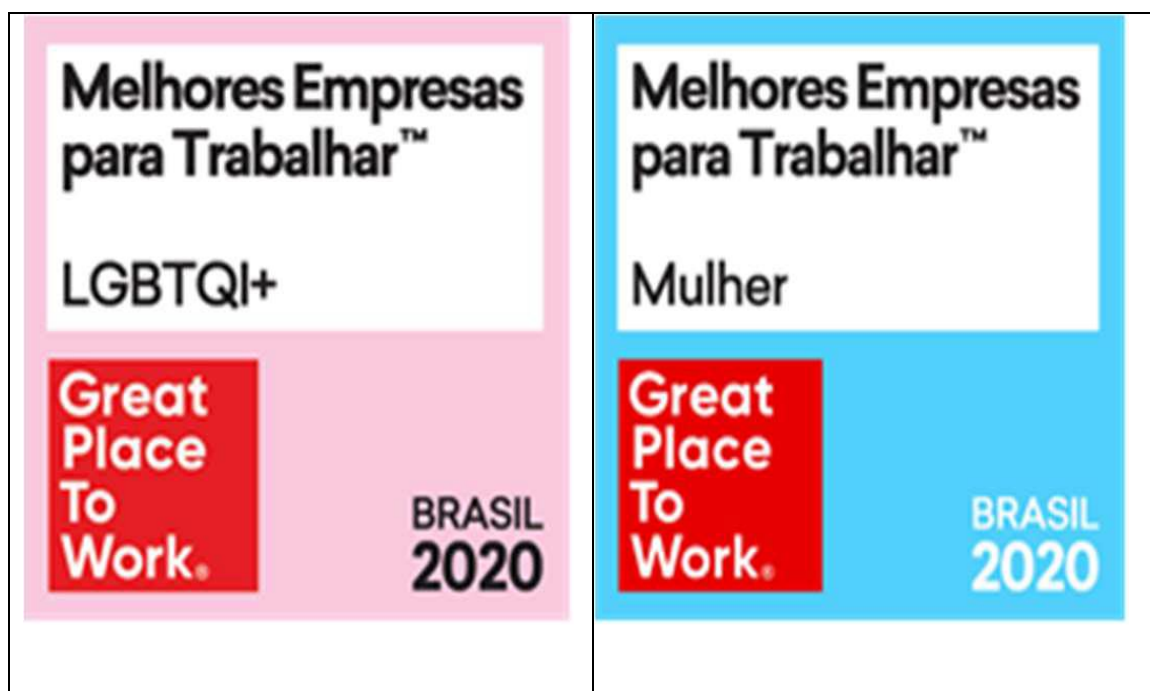 Melhores Empresas
para Trabalhar™
LGBTQI+
Great
Place
To
Work®
BRASIL
2020
Melhores Empresas
para Trabalhar™
Mulher
Great
Place
To
Work®
BRASIL
2020